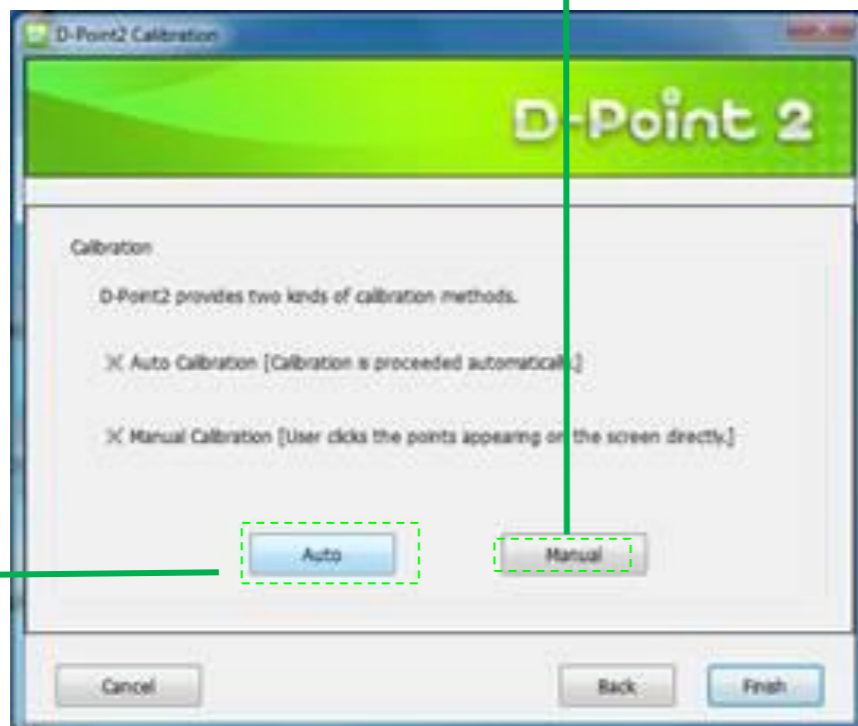 D-Point2 Calibration
D-Point 2
Calibration
D-Point2 provides two kinds of calibration methods.
※ Auto Calibration [Calibration is proceeded automatically.]
※ Manual Calibration [User clicks the points appearing on the screen directly.]
Auto Manual
Cancel Back Finish